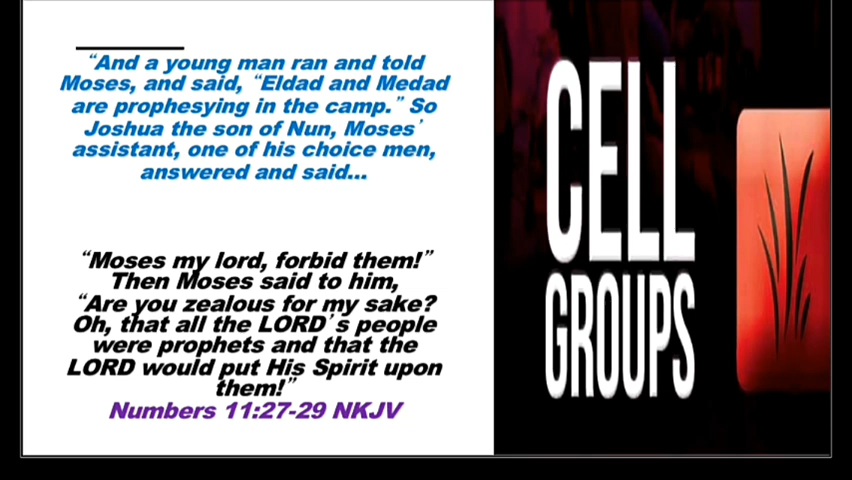 “And a young man ran and told
Moses, and said, “Eldad and Medad
are prophesying in the camp.” So
Joshua the son of Nun, Moses’
assistant, one of his choice men,
answered and said…
“Moses my lord, forbid them!”
Then Moses said to him,
“Are you zealous for my sake?
Oh, that all the LORD’s people
were prophets and that the
LORD would put His Spirit upon
them!”
Numbers 11:27-29 NKJV
CELL
GROUPS